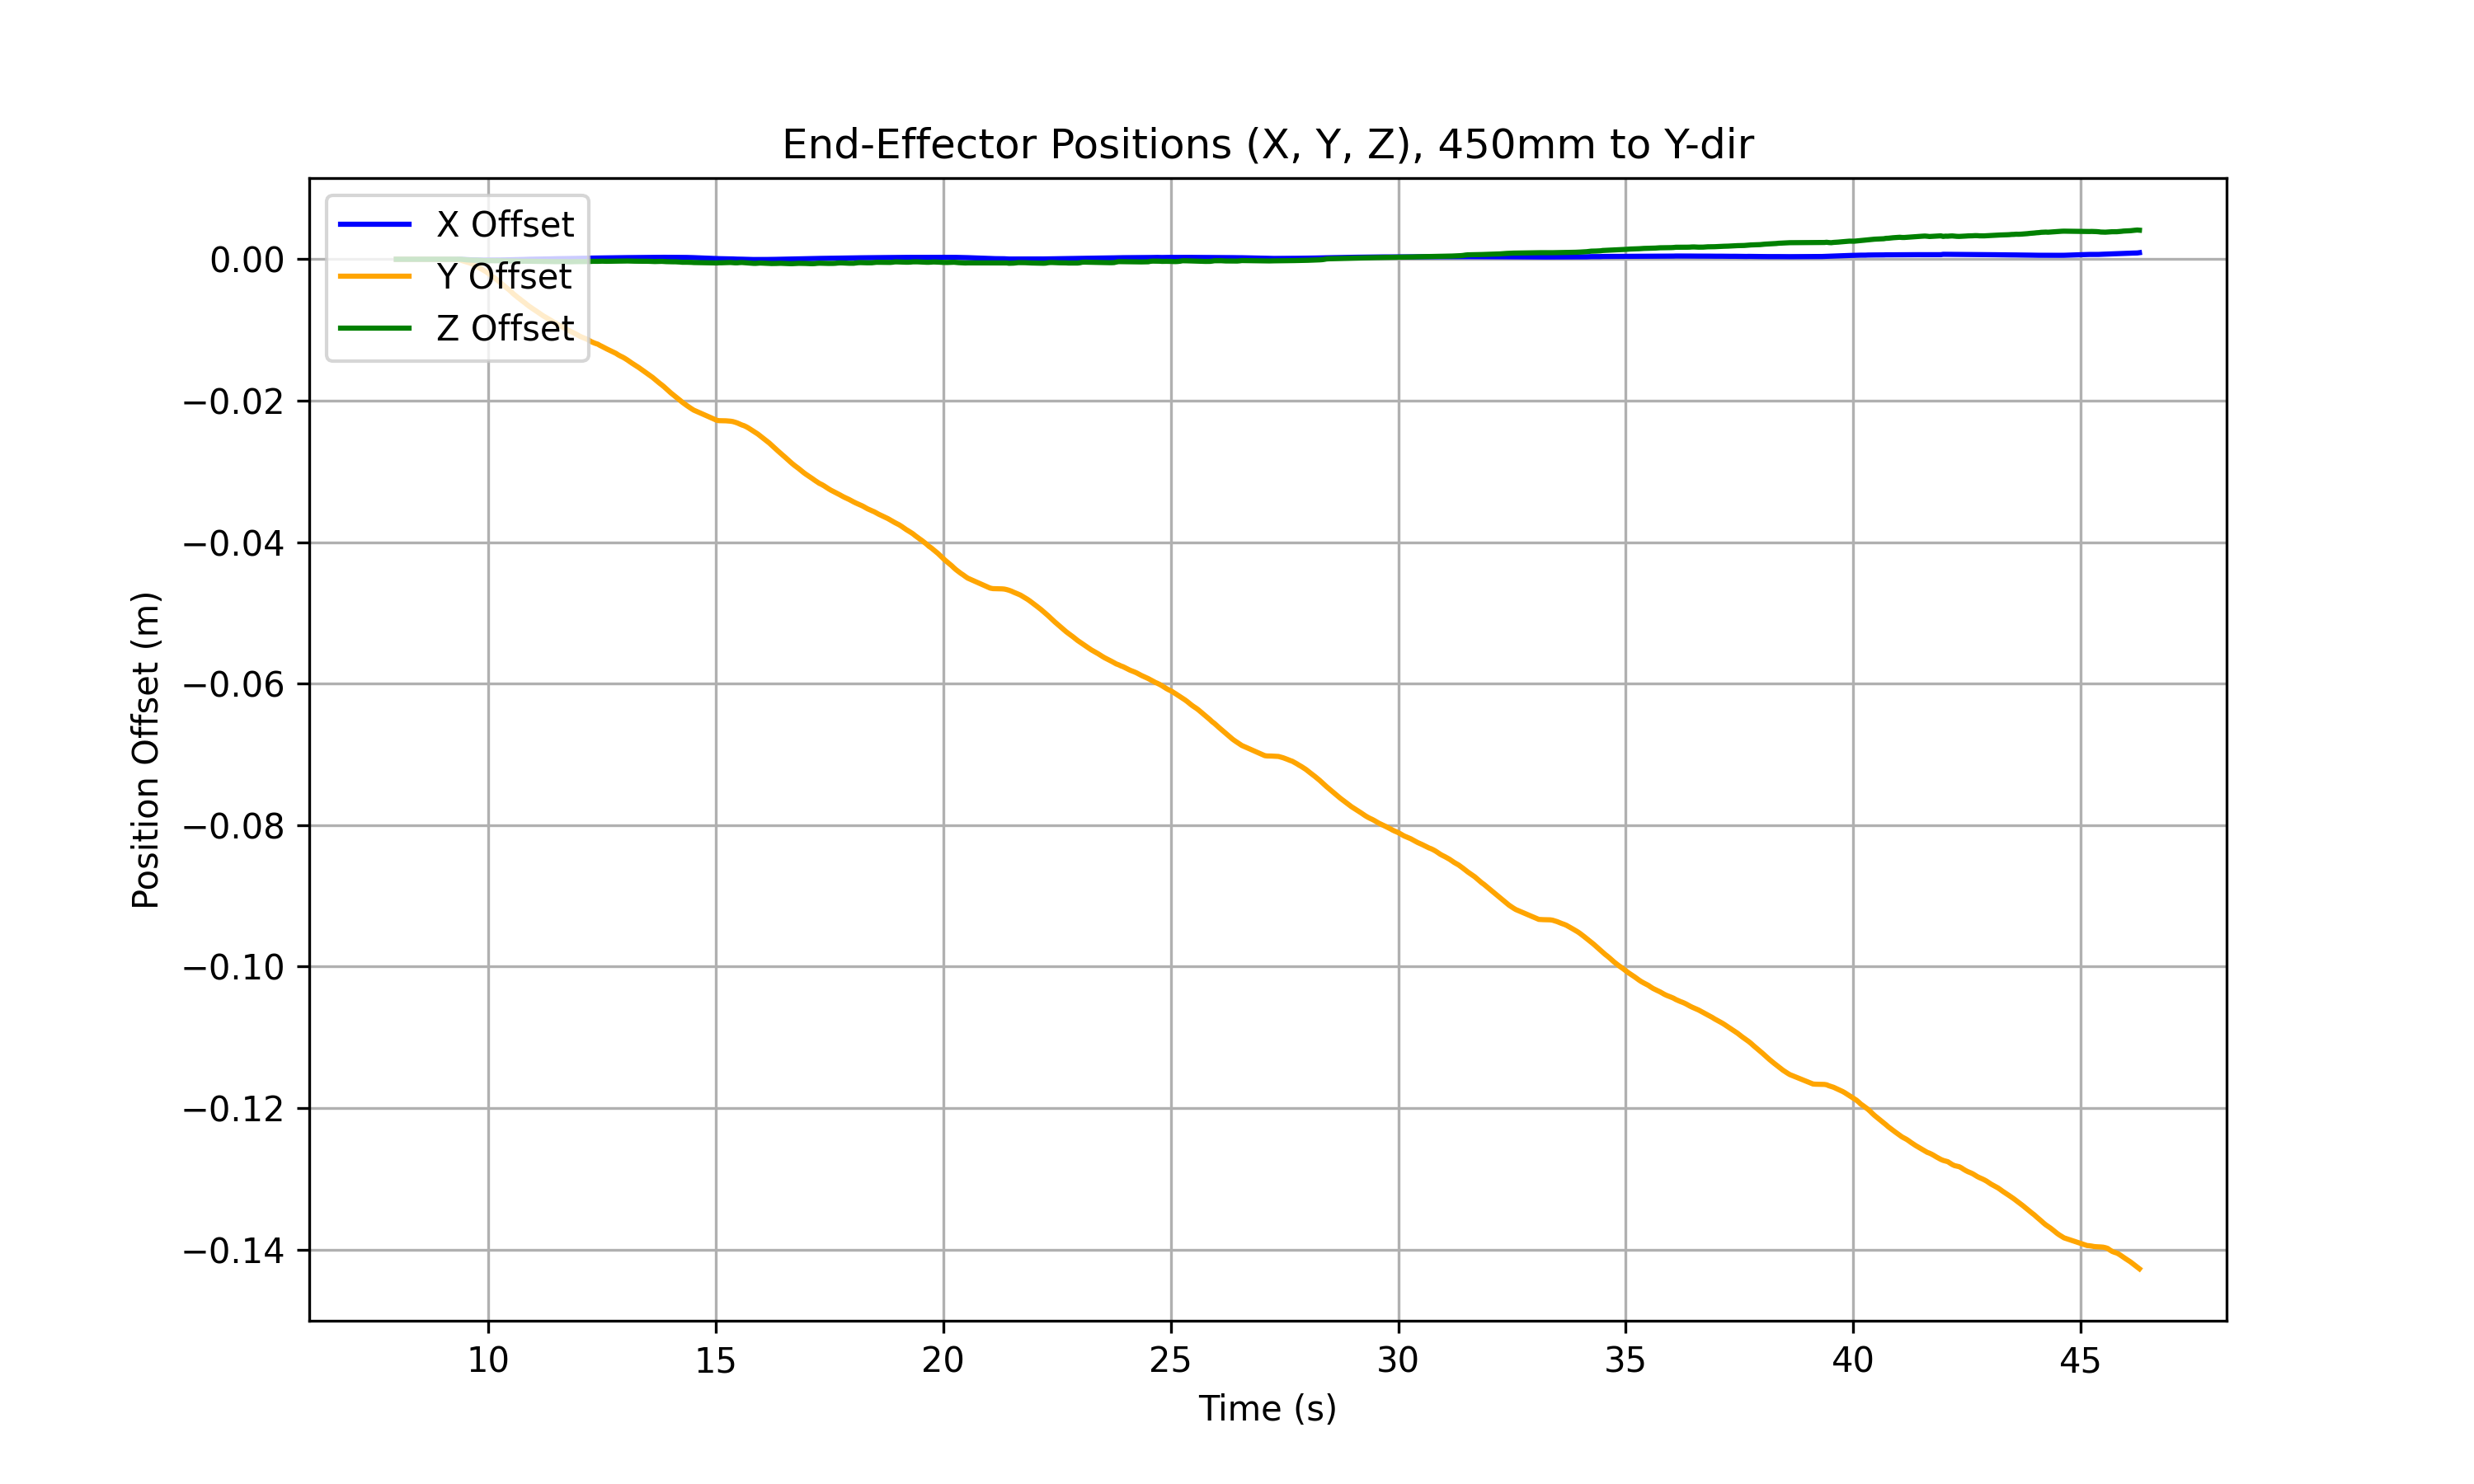 End-Effector Positions (X, Y, Z), 450mm to Y-dir
X Offset
Y Offset
Z Offset
0.00
−0.02
−0.04
−0.06
−0.08
−0.10
−0.12
−0.14
Position Offset (m)
10 15 20 25 30 35 40 45
Time (s)